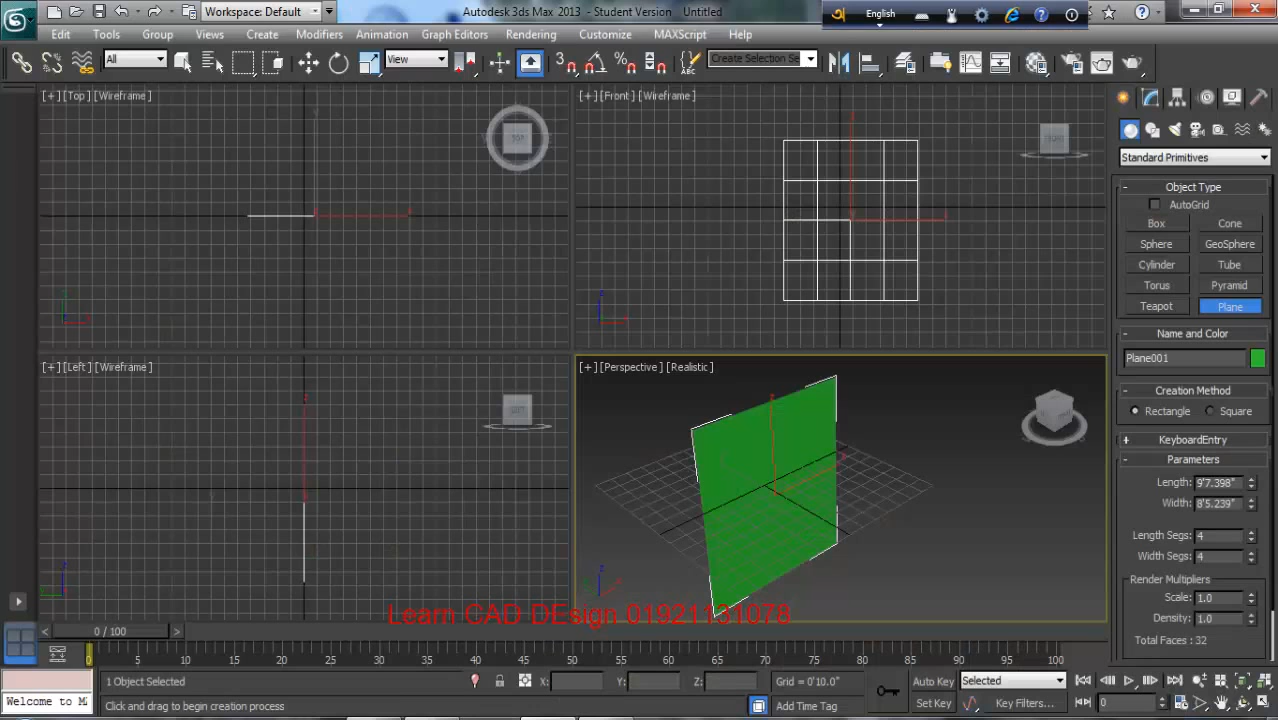 Workspace: Default
Autodesk 3ds Max 2013 - Student Version Untitled
English
Edit Tools Group Views Create Modifiers Animation Graph Editors Rendering Customize MAXScript Help
All
View
3
Create Selection Se
[+] [Top] [Wireframe]
TOP
[+] [Front] [Wireframe]
FRONT
Standard Primitives
Object Type
AutoGrid
Box Cone
Sphere GeoSphere
Cylinder Tube
Torus Pyramid
Teapot Plane
Name and Color
Plane001
Creation Method
Rectangle Square
KeyboardEntry
Parameters
Length: 9'7.398"
Width: 8'5.239"
Length Segs: 4
Width Segs: 4
Render Multipliers
Scale: 1.0
Density: 1.0
Total Faces : 32
[+] [Left] [Wireframe]
LEFT
[+] [Perspective] [Realistic]
Learn CAD DEsign 01921131078
0 / 100
0 5 10 15 20 25 30 35 40 45 50 55 60 65 70 75 80 85 90 95 100
1 Object Selected
X: Y: Z:
Grid = 0'10.0"
Auto Key
Selected
Welcome to M
Click and drag to begin creation process
Add Time Tag
Set Key
Key Filters...
0